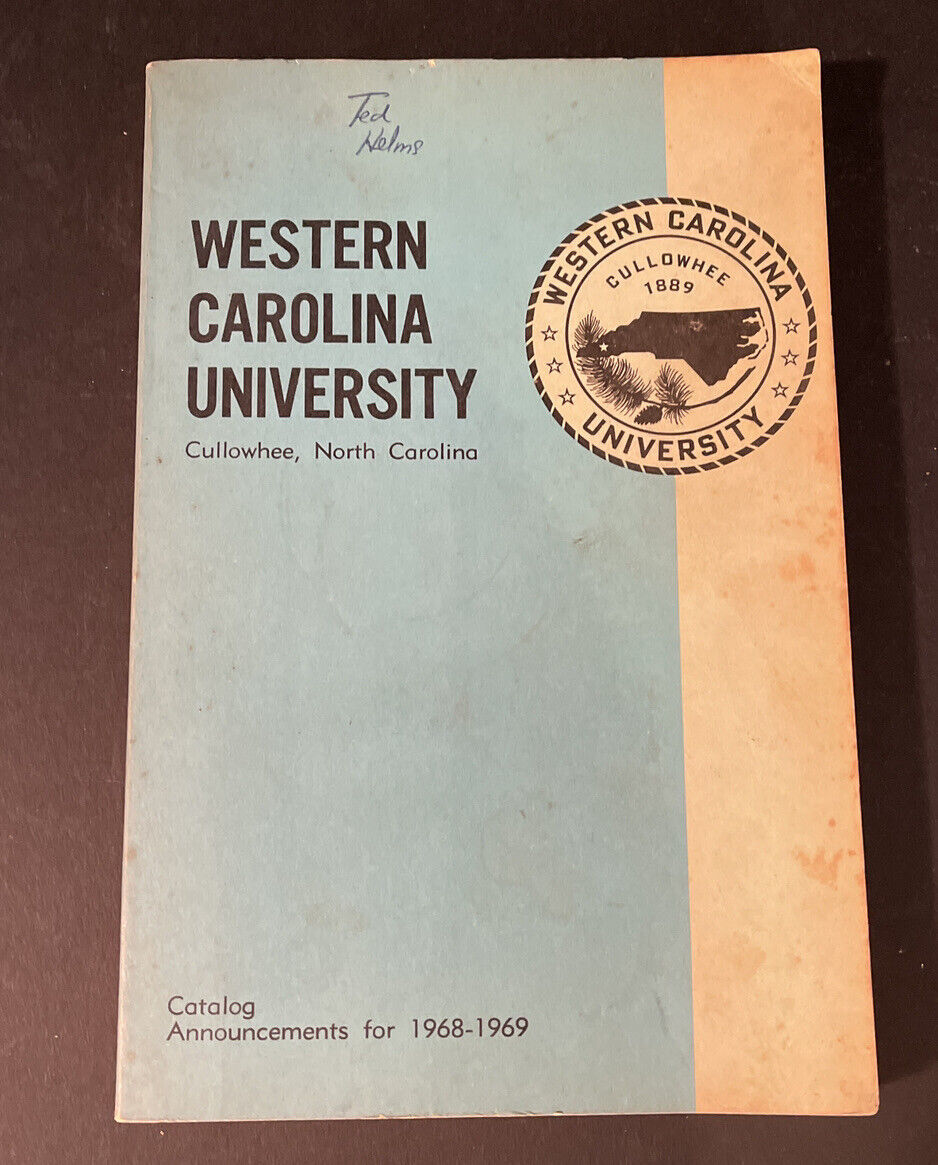 Ted
Helms
WESTERN
CAROLINA
UNIVERSITY
Cullowhee, North Carolina
WESTERN CAROLINA
CULLOWHEE
1889
UNIVERSITY
Catalog
Announcements for 1968-1969